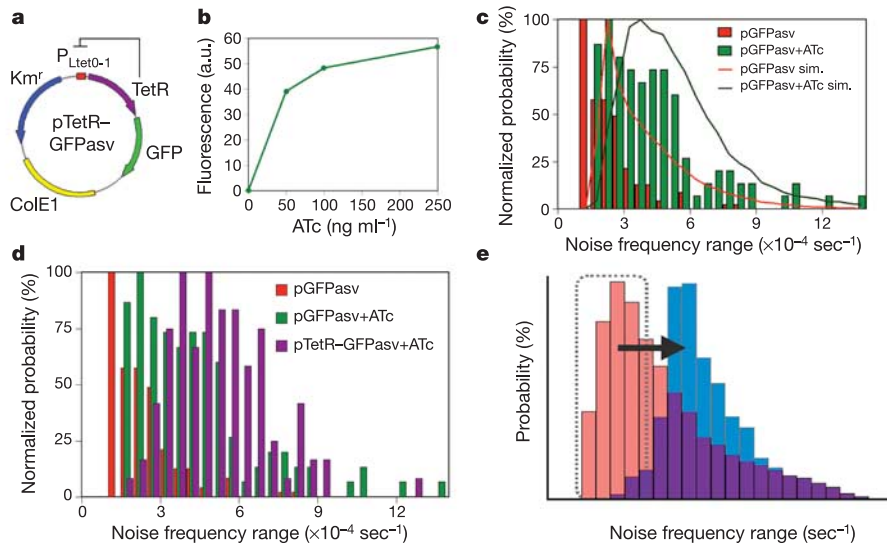 a
P
Ltet0-1
Kmʳ
TetR
pTetR–
GFPasv
GFP
ColE1
b
Fluorescence (a.u.)
60
50
40
30
20
10
0
0 50 100 150 200 250
ATc (ng ml⁻¹)
c
Normalized probability (%)
100
75
50
25
0
pGFPasv
pGFPasv+ATc
pGFPasv sim.
pGFPasv+ATc sim.
0 3 6 9 12
Noise frequency range (×10⁻⁴ sec⁻¹)
d
Normalized probability (%)
100
75
50
25
0
pGFPasv
pGFPasv+ATc
pTetR–GFPasv+ATc
0 3 6 9 12
Noise frequency range (×10⁻⁴ sec⁻¹)
e
Probability (%)
Noise frequency range (sec⁻¹)